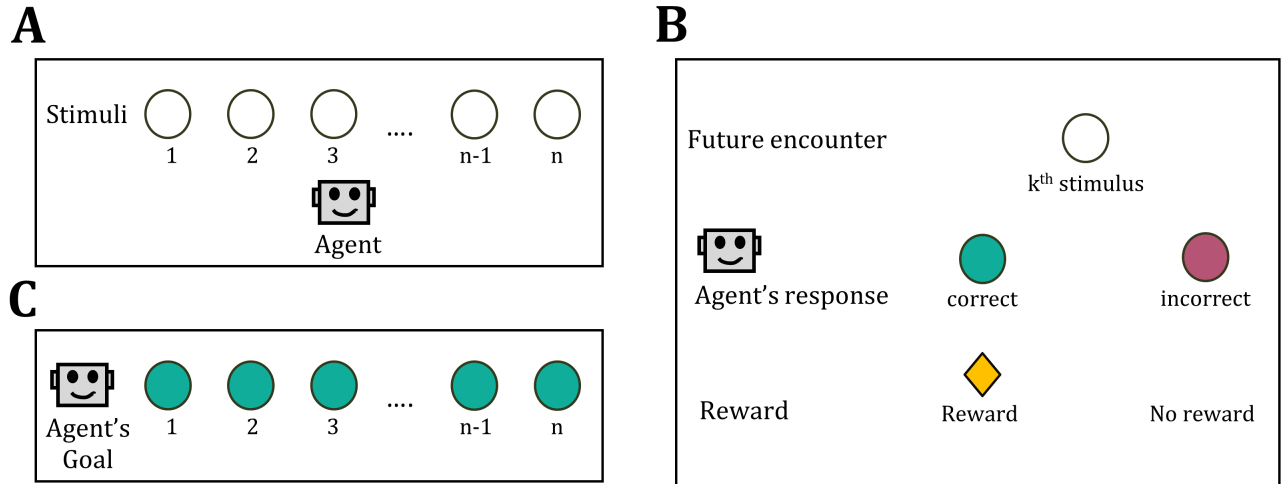 A
Stimuli
1 2 3 .... n-1 n
Agent
B
Future encounter
kth stimulus
Agent's response
correct incorrect
Reward
Reward No reward
C
Agent's
Goal
1 2 3 .... n-1 n